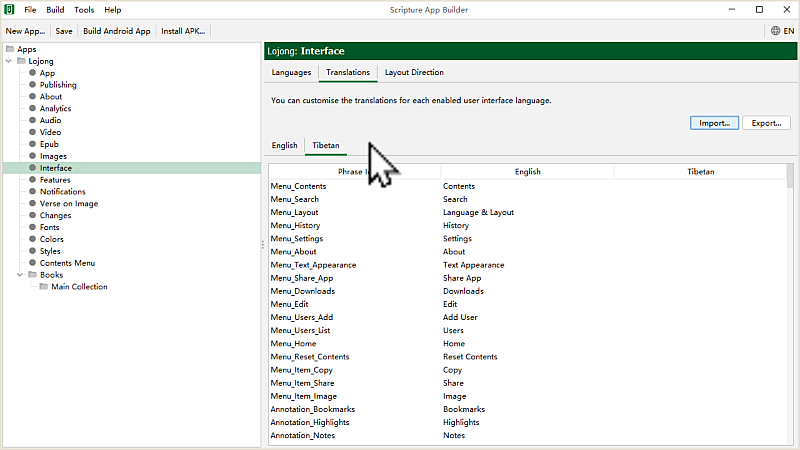 File Build Tools Help Scripture App Builder
New App... Save Build Android App Install APK... EN
Apps
Lojong
App
Publishing
About
Analytics
Audio
Video
Epub
Images
Interface
Features
Notifications
Verse on Image
Changes
Fonts
Colors
Styles
Contents Menu
Books
Main Collection
Lojong: Interface
Languages Translations Layout Direction
You can customise the translations for each enabled user interface language.
Import... Export...
English Tibetan
Phrase English Tibetan
Menu_Contents Contents
Menu_Search Search
Menu_Layout Language & Layout
Menu_History History
Menu_Settings Settings
Menu_About About
Menu_Text_Appearance Text Appearance
Menu_Share_App Share App
Menu_Downloads Downloads
Menu_Edit Edit
Menu_Users_Add Add User
Menu_Users_List Users
Menu_Home Home
Menu_Reset_Contents Reset Contents
Menu_Item_Copy Copy
Menu_Item_Share Share
Menu_Item_Image Image
Annotation_Bookmarks Bookmarks
Annotation_Highlights Highlights
Annotation_Notes Notes